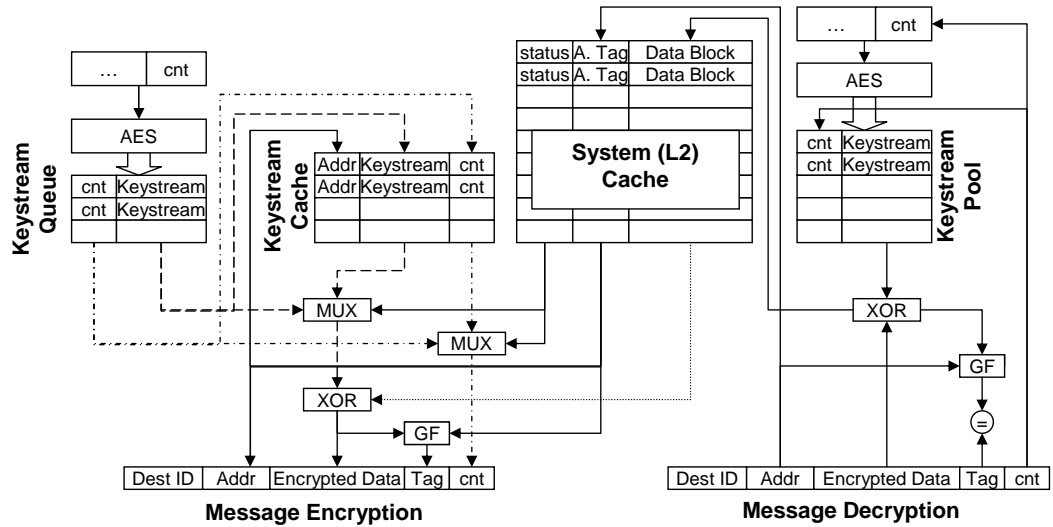 … cnt
AES
cnt Keystream
cnt Keystream
Keystream
Queue
Addr Keystream cnt
Addr Keystream cnt
Keystream
Cache
status A. Tag Data Block
status A. Tag Data Block
System (L2)
Cache
… cnt
AES
cnt Keystream
cnt Keystream
Keystream
Pool
MUX
MUX
XOR
GF
XOR
GF
=
Dest ID Addr Encrypted Data Tag cnt
Message Encryption
Dest ID Addr Encrypted Data Tag cnt
Message Decryption